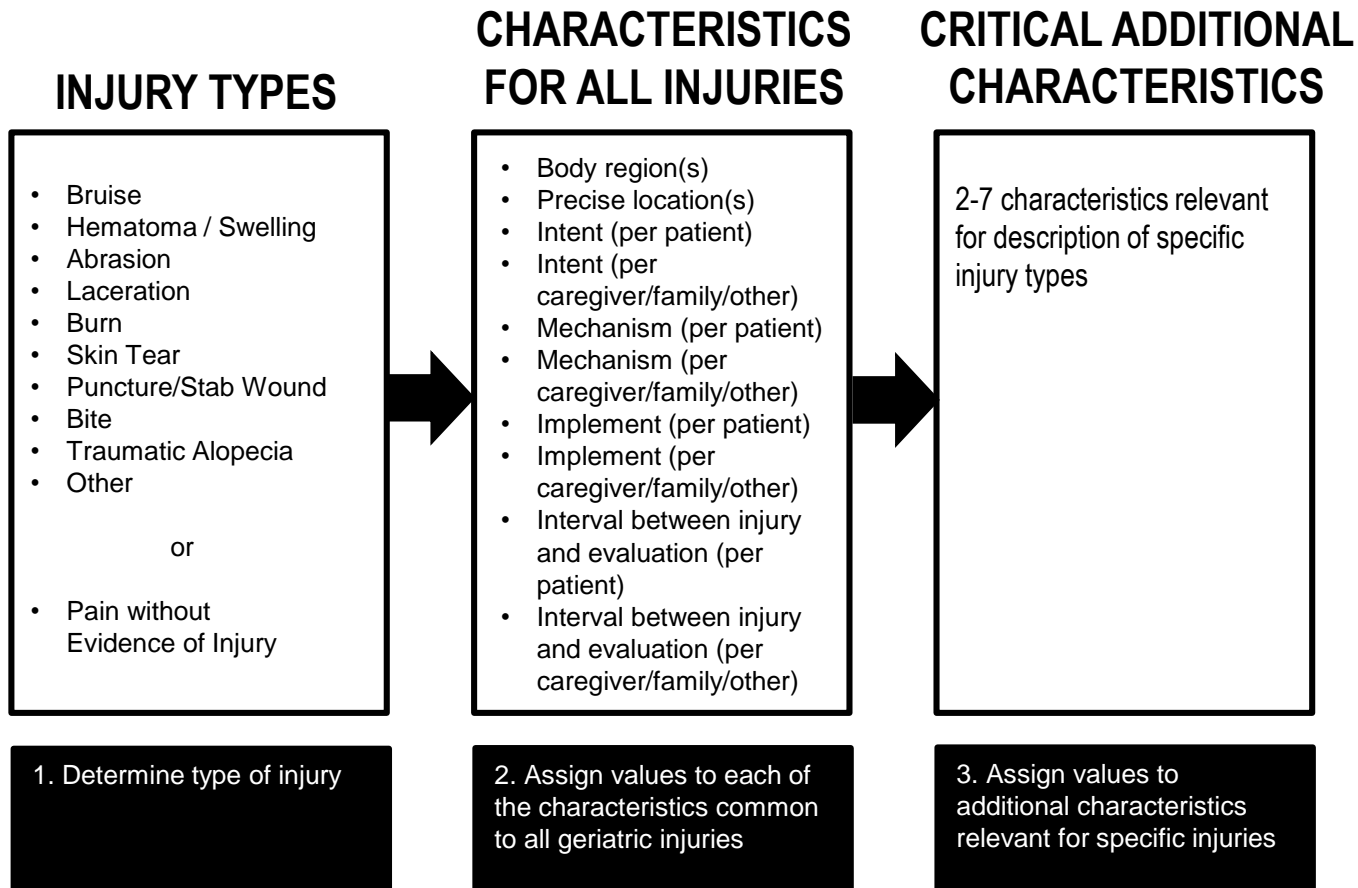 INJURY TYPES
• Bruise
• Hematoma / Swelling
• Abrasion
• Laceration
• Burn
• Skin Tear
• Puncture/Stab Wound
• Bite
• Traumatic Alopecia
• Other
or
• Pain without
Evidence of Injury
1. Determine type of injury
CHARACTERISTICS
FOR ALL INJURIES
• Body region(s)
• Precise location(s)
• Intent (per patient)
• Intent (per
caregiver/family/other)
• Mechanism (per patient)
• Mechanism (per
caregiver/family/other)
• Implement (per patient)
• Implement (per
caregiver/family/other)
• Interval between injury
and evaluation (per
patient)
• Interval between injury
and evaluation (per
caregiver/family/other)
2. Assign values to each of
the characteristics common
to all geriatric injuries
CRITICAL ADDITIONAL
CHARACTERISTICS
2-7 characteristics relevant
for description of specific
injury types
3. Assign values to
additional characteristics
relevant for specific injuries